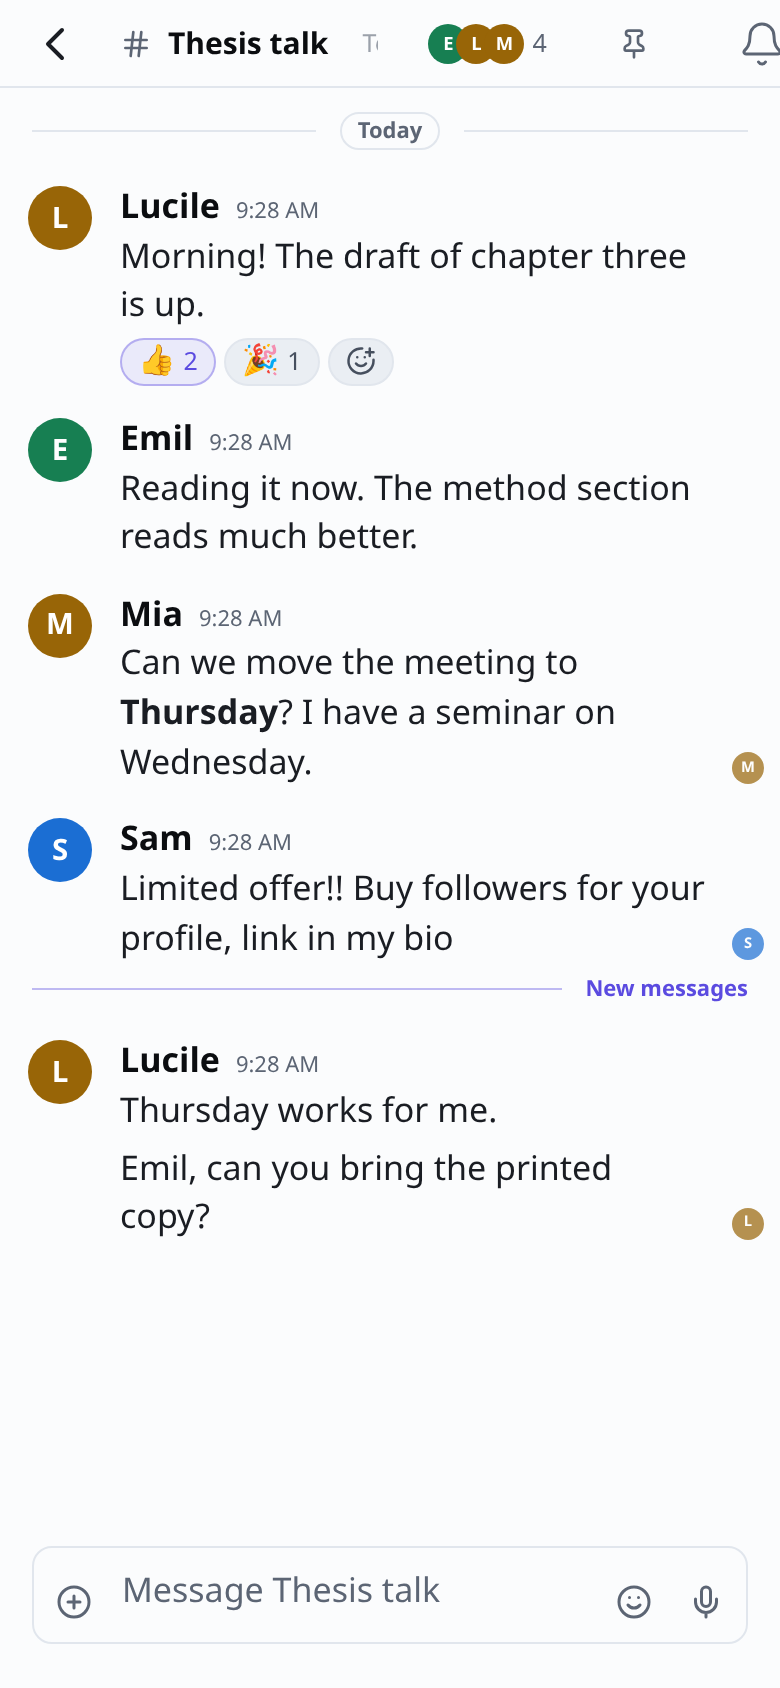 # Thesis talk
E L M 4
Today
L
Lucile 9:28 AM
Morning! The draft of chapter three
is up.
👍 2 🎉 1
E
Emil 9:28 AM
Reading it now. The method section
reads much better.
M
Mia 9:28 AM
Can we move the meeting to
Thursday? I have a seminar on
Wednesday.
M
S
Sam 9:28 AM
Limited offer!! Buy followers for your
profile, link in my bio
S
New messages
L
Lucile 9:28 AM
Thursday works for me.
Emil, can you bring the printed
copy?
L
Message Thesis talk